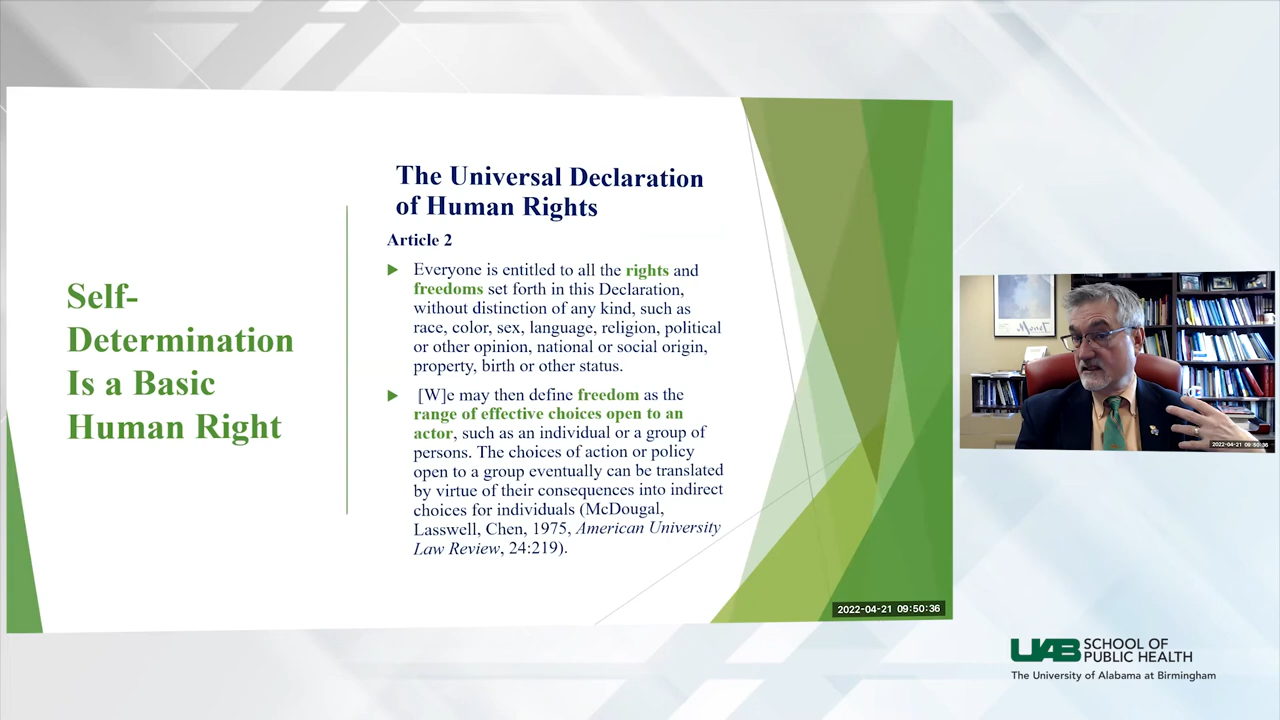 Self-
Determination
Is a Basic
Human Right
The Universal Declaration
of Human Rights
Article 2
Everyone is entitled to all the rights and
freedoms set forth in this Declaration,
without distinction of any kind, such as
race, color, sex, language, religion, political
or other opinion, national or social origin,
property, birth or other status.
[W]e may then define freedom as the
range of effective choices open to an
actor, such as an individual or a group of
persons. The choices of action or policy
open to a group eventually can be translated
by virtue of their consequences into indirect
choices for individuals (McDougal,
Lasswell, Chen, 1975, American University
Law Review, 24:219).
2022-04-21 09:50:36
2022-04-21 09:50:36
UAB SCHOOL OF
PUBLIC HEALTH
The University of Alabama at Birmingham